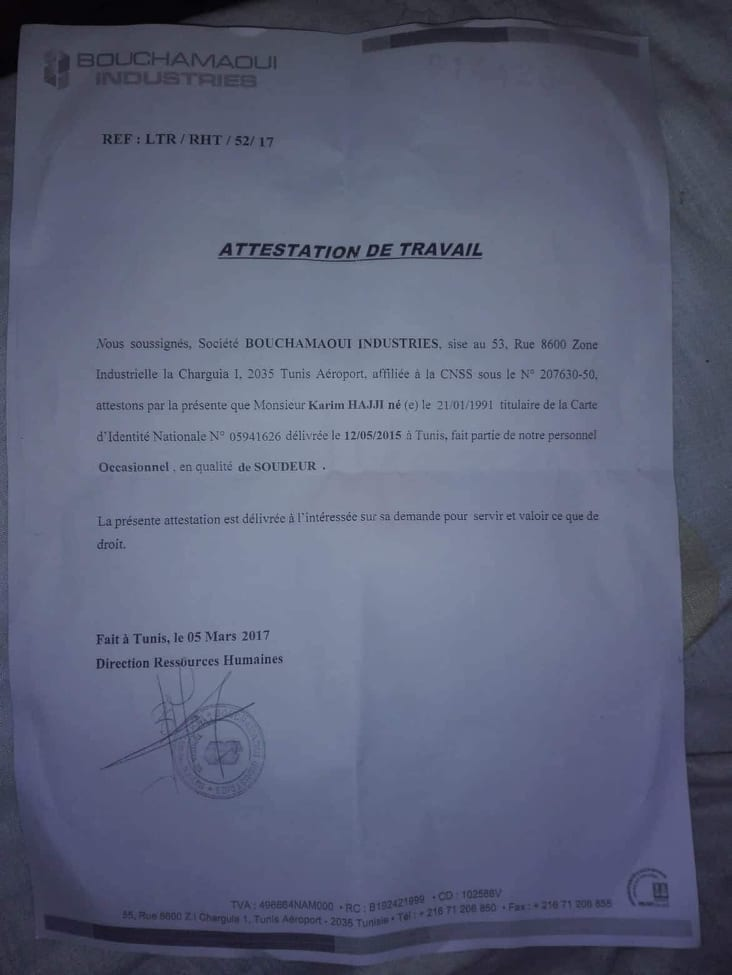 BOUCHAMAOUI
INDUSTRIES
REF : LTR / RHT / 52/ 17
ATTESTATION DE TRAVAIL
Nous soussignés, Société BOUCHAMAOUI INDUSTRIES, sise au 53, Rue 8600 Zone
Industrielle la Charguia I, 2035 Tunis Aéroport, affiliée à la CNSS sous le N° 207630-50,
attestons par la présente que Monsieur Karim HAJJI né (e) le 21/01/1991 titulaire de la Carte
d'Identité Nationale N° 05941626 délivrée le 12/05/2015 à Tunis, fait partie de notre personnel
Occasionnel , en qualité de SOUDEUR .
La présente attestation est délivrée à l'intéressée sur sa demande pour servir et valoir ce que de
droit.
Fait à Tunis, le 05 Mars 2017
Direction Ressources Humaines
TVA : 496664NAM000 • RC : B192421999 • CD : 102586V
55, Rue 8600 Z.I Charguia 1, Tunis Aéroport - 2035 Tunisie • Tél : + 216 71 206 850 • Fax : + 216 71 206 855